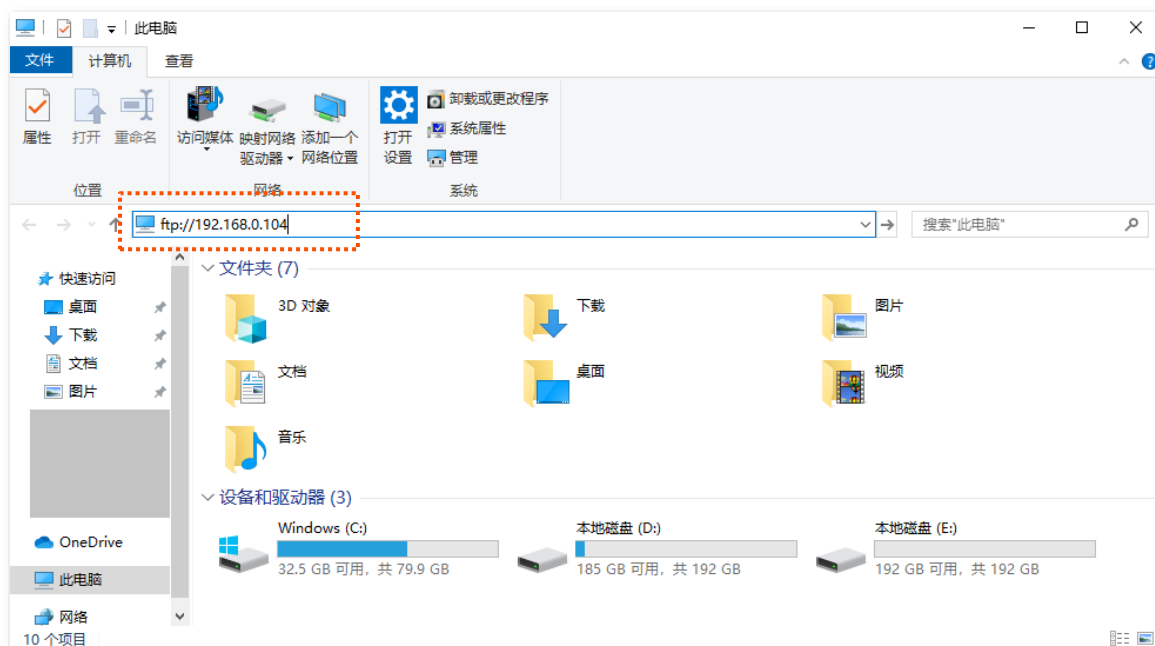 此电脑
文件 计算机 查看
属性 打开 重命名 访问媒体 映射网络驱动器 添加一个网络位置 打开设置 卸载或更改程序
系统属性
管理
位置 网络 系统
ftp://192.168.0.104 搜索"此电脑"
快速访问
桌面
下载
文档
图片
OneDrive
此电脑
网络
文件夹 (7)
3D 对象 下载 图片
文档 桌面 视频
音乐
设备和驱动器 (3)
Windows (C:) 本地磁盘 (D:) 本地磁盘 (E:)
32.5 GB 可用，共 79.9 GB 185 GB 可用，共 192 GB 192 GB 可用，共 192 GB
10 个项目